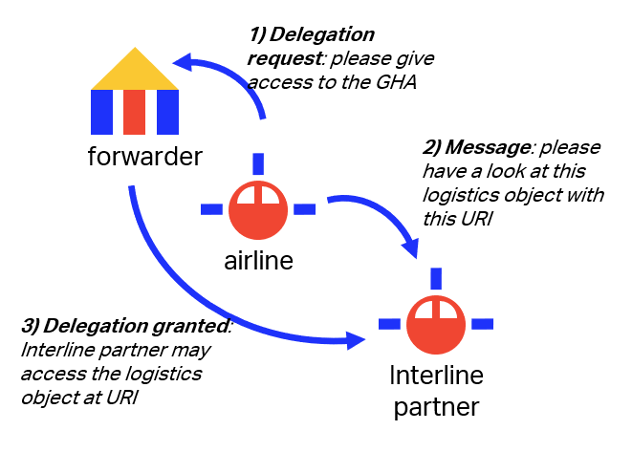 1) Delegation
request: please give
access to the GHA
forwarder
2) Message: please
have a look at this
logistics object with
this URI
airline
3) Delegation granted:
Interline partner may
access the logistics
object at URI
Interline
partner